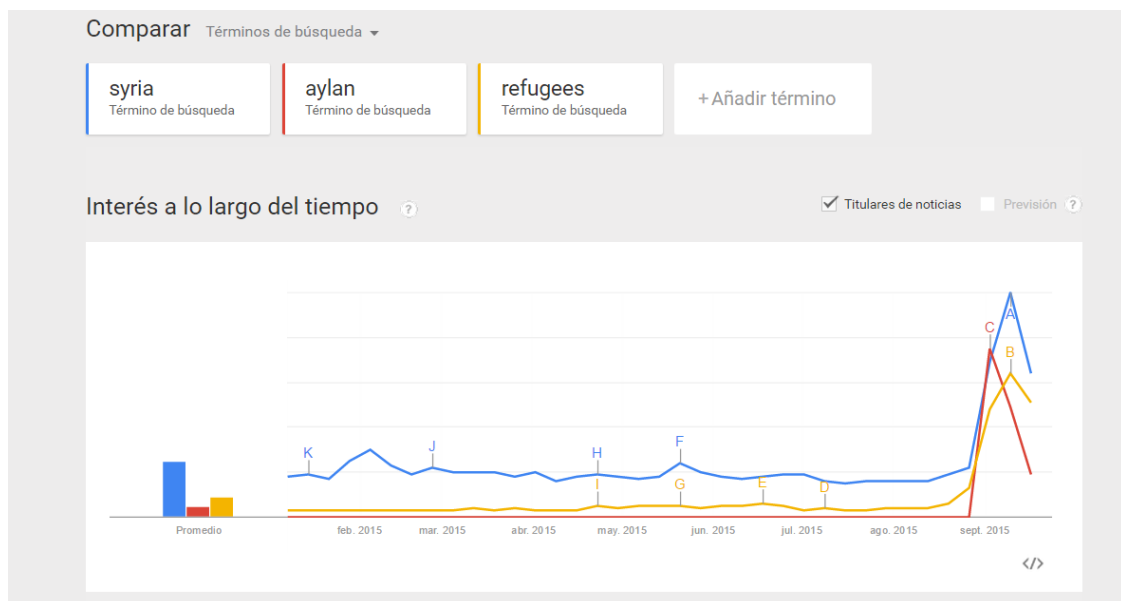 Comparar Términos de búsqueda
syria aylan refugees
+ Añadir término
Término de búsqueda Término de búsqueda Término de búsqueda
Interés a lo largo del tiempo ?
Titulares de noticias Previsión ?
A
C
B
F
J
K H
I G E D
Promedio feb. 2015 mar. 2015 abr. 2015 may. 2015 jun. 2015 jul. 2015 ago. 2015 sept. 2015
</>